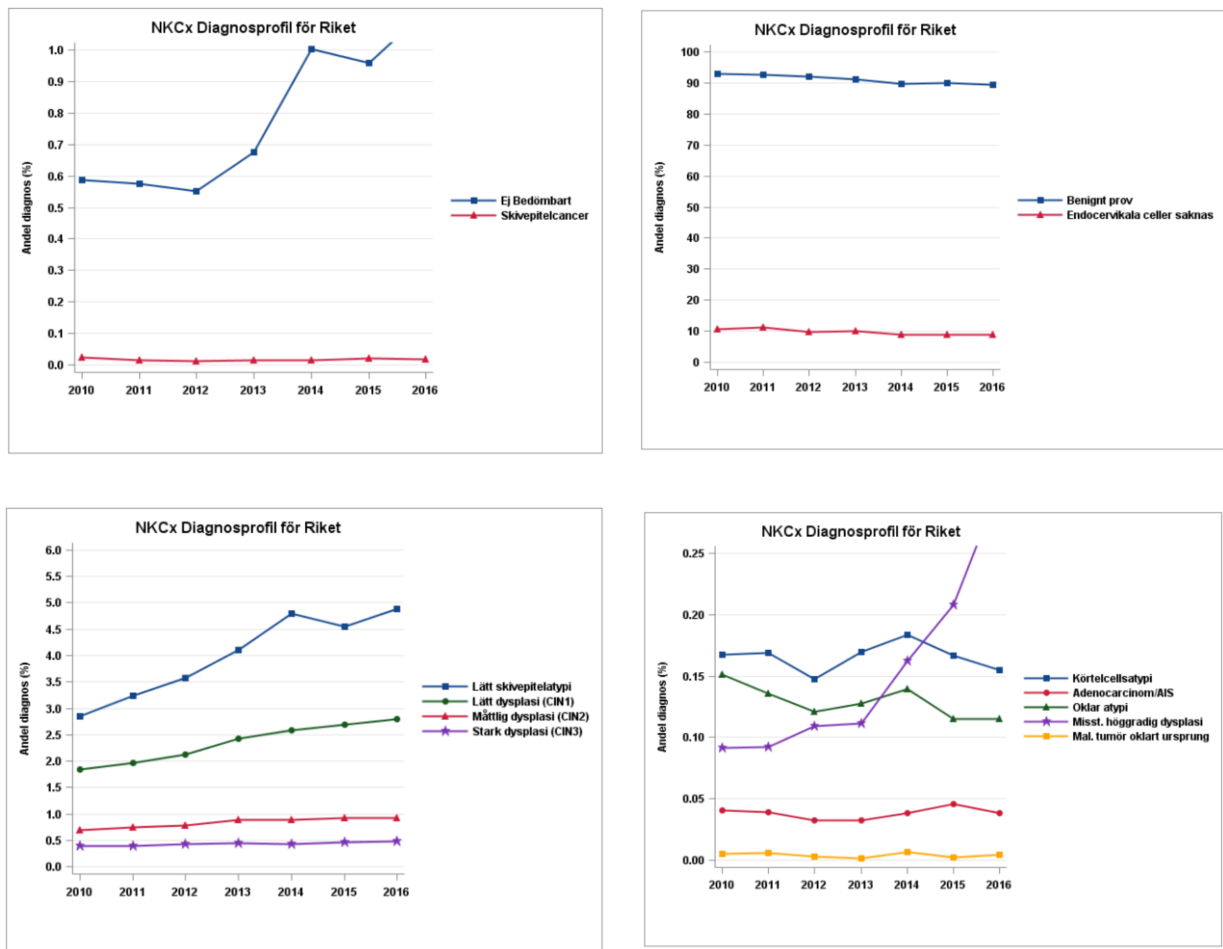 NKCx Diagnosprofil för Riket
Andel diagnos (%)
1.0
0.9
0.8
0.7
0.6
0.5
0.4
0.3
0.2
0.1
0.0
2010 2011 2012 2013 2014 2015 2016
Ej Bedömbart
Skivepitelcancer
NKCx Diagnosprofil för Riket
Andel diagnos (%)
100
90
80
70
60
50
40
30
20
10
0
2010 2011 2012 2013 2014 2015 2016
Benignt prov
Endocervikala celler saknas
NKCx Diagnosprofil för Riket
Andel diagnos (%)
6.0
5.5
5.0
4.5
4.0
3.5
3.0
2.5
2.0
1.5
1.0
0.5
0.0
2010 2011 2012 2013 2014 2015 2016
Lätt skivepitelatypi
Lätt dysplasi (CIN1)
Måttlig dysplasi (CIN2)
Stark dysplasi (CIN3)
NKCx Diagnosprofil för Riket
Andel diagnos (%)
0.25
0.20
0.15
0.10
0.05
0.00
2010 2011 2012 2013 2014 2015 2016
Körtelcellsatypi
Adenocarcinom/AIS
Oklar atypi
Misst. höggradig dysplasi
Mal. tumör oklart ursprung